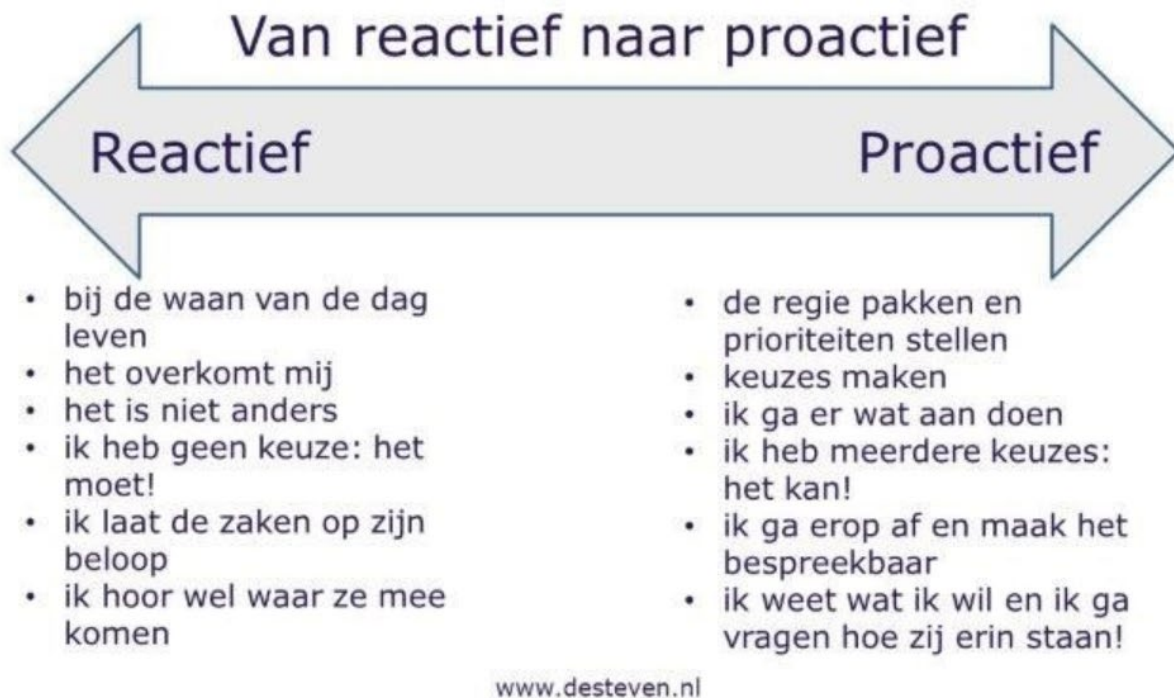 Van reactief naar proactief
Reactief
Proactief
• bij de waan van de dag
leven
• het overkomt mij
• het is niet anders
• ik heb geen keuze: het
moet!
• ik laat de zaken op zijn
beloop
• ik hoor wel waar ze mee
komen
• de regie pakken en
prioriteiten stellen
• keuzes maken
• ik ga er wat aan doen
• ik heb meerdere keuzes:
het kan!
• ik ga erop af en maak het
bespreekbaar
• ik weet wat ik wil en ik ga
vragen hoe zij erin staan!
www.desteven.nl